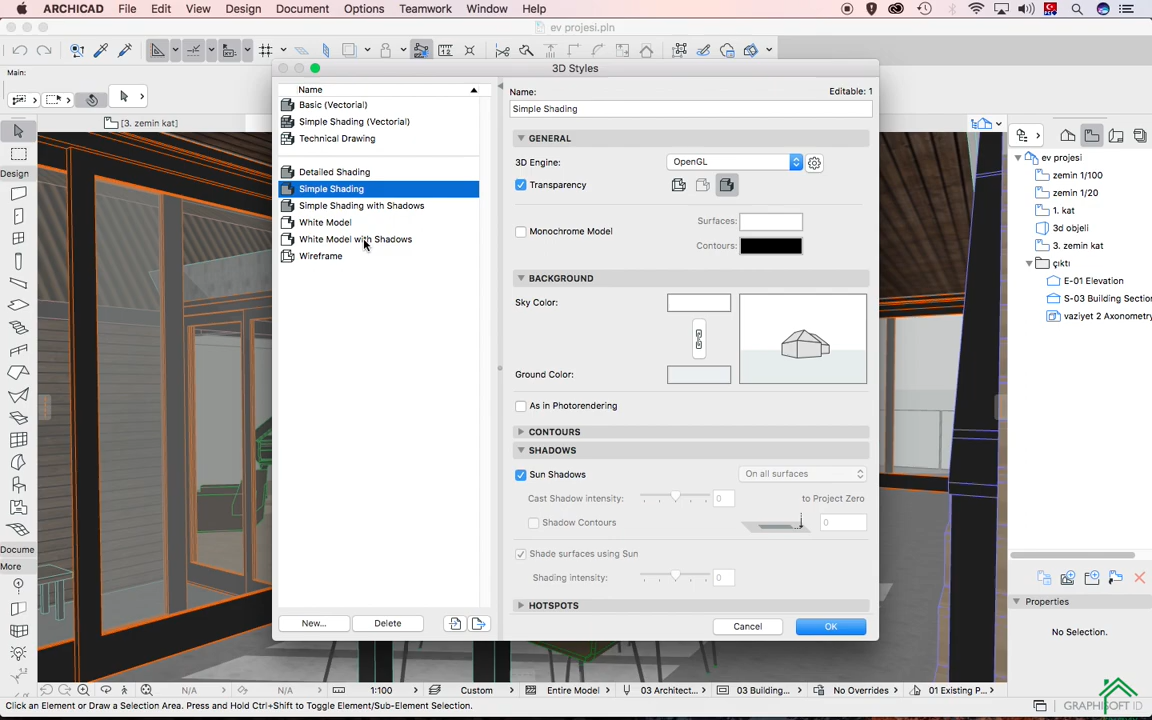 ARCHICAD File Edit View Design Document Options Teamwork Window Help
ev projesi.pln
Main:
3D Styles
[3. zemin kat]
Name
Basic (Vectorial)
Simple Shading (Vectorial)
Technical Drawing
Detailed Shading
Simple Shading
Simple Shading with Shadows
White Model
White Model with Shadows
Wireframe
New...
Delete
Name:
Editable: 1
Simple Shading
GENERAL
3D Engine:
OpenGL
Transparency
Surfaces:
Monochrome Model
Contours:
BACKGROUND
Sky Color:
Ground Color:
As in Photorendering
CONTOURS
SHADOWS
Sun Shadows
On all surfaces
Cast Shadow intensity:
0
to Project Zero
Shadow Contours
0
Shade surfaces using Sun
Shading intensity:
0
HOTSPOTS
Cancel
OK
Design
Docume
More
ev projesi
zemin 1/100
zemin 1/20
1. kat
3d objeli
3. zemin kat
çıktı
E-01 Elevation
S-03 Building Sectio
vaziyet 2 Axonometry
Properties
No Selection.
N/A
N/A
1:100
Custom
Entire Model
03 Architect...
03 Building...
No Overrides
01 Existing P...
Click an Element or Draw a Selection Area. Press and Hold Ctrl+Shift to Toggle Element/Sub-Element Selection.
GRAPHISOFT ID